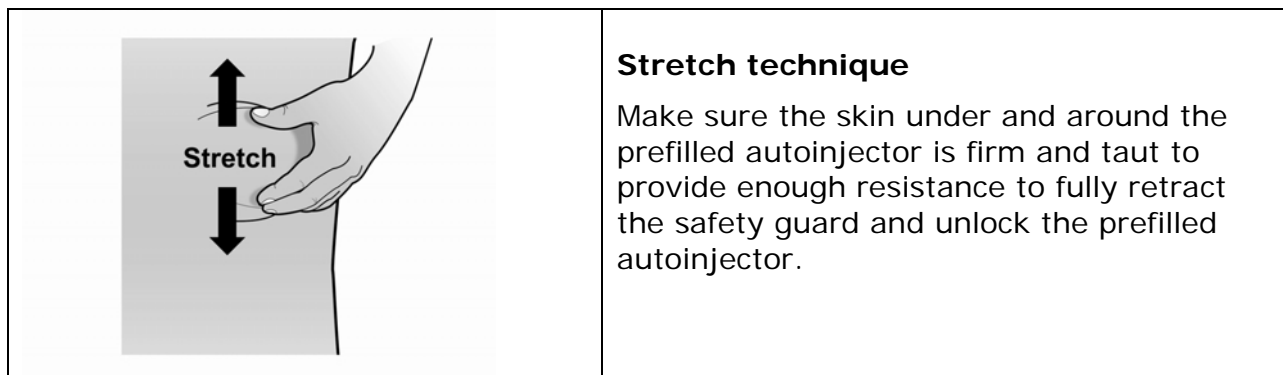 Stretch
Stretch technique
Make sure the skin under and around the
prefilled autoinjector is firm and taut to
provide enough resistance to fully retract
the safety guard and unlock the prefilled
autoinjector.